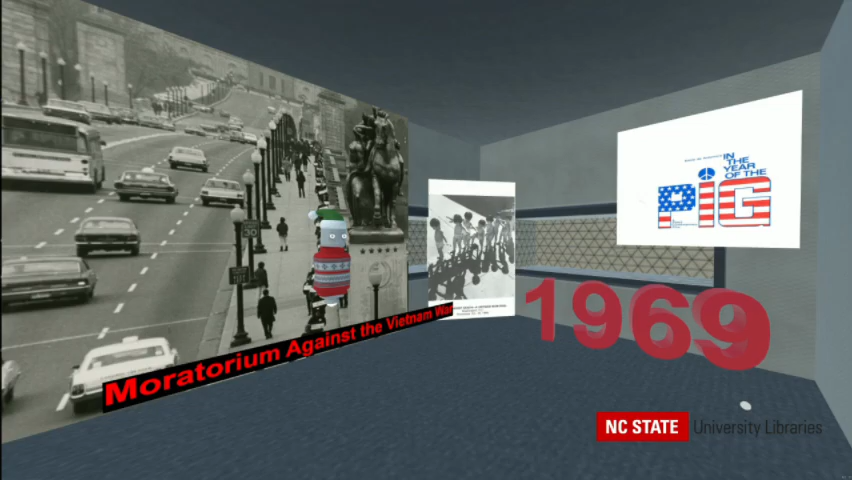 Moratorium Against the Vietnam War
IN
THE
YEAR
OF THE
PIG
1969
NC STATE University Libraries